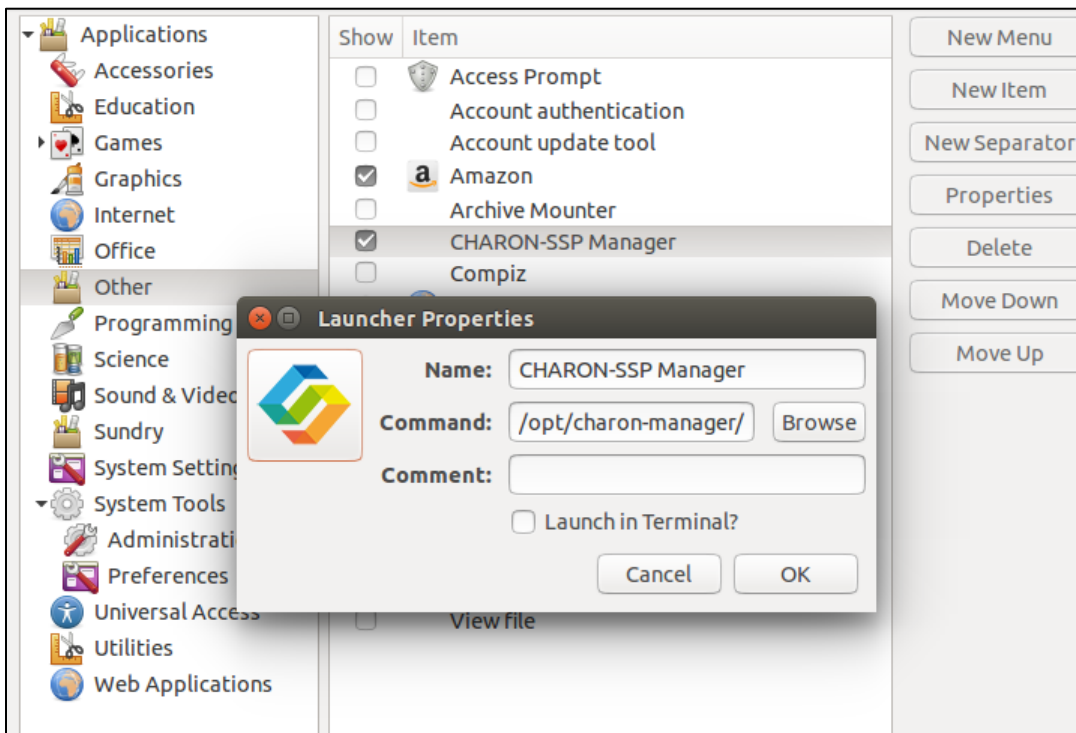 Applications
Accessories
Education
Games
Graphics
Internet
Office
Other
Programming
Science
Sound & Video
Sundry
System Setting
System Tools
Administrati
Preferences
Universal Access
Utilities
Web Applications
Show Item
Access Prompt
Account authentication
Account update tool
a Amazon
Archive Mounter
CHARON-SSP Manager
Compiz
View file
New Menu
New Item
New Separator
Properties
Delete
Move Down
Move Up
Launcher Properties
Name: CHARON-SSP Manager
Command: /opt/charon-manager/ Browse
Comment:
Launch in Terminal?
Cancel OK